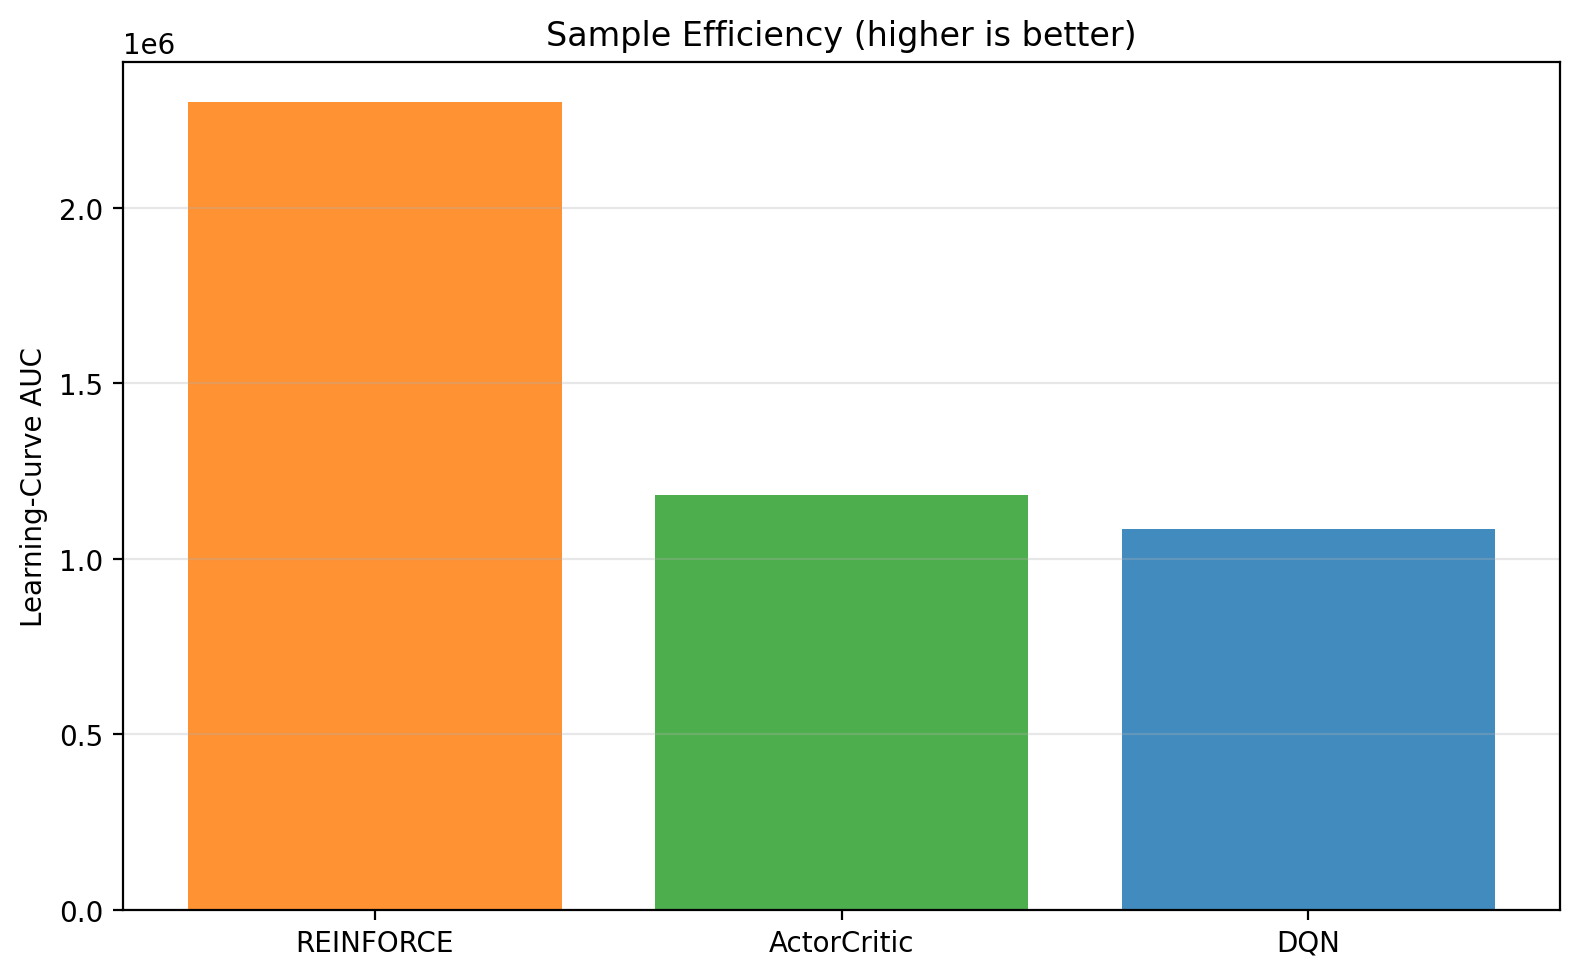 Sample Efficiency (higher is better)
1e6
2.0
1.5
1.0
0.5
0.0
Learning-Curve AUC
REINFORCE
ActorCritic
DQN